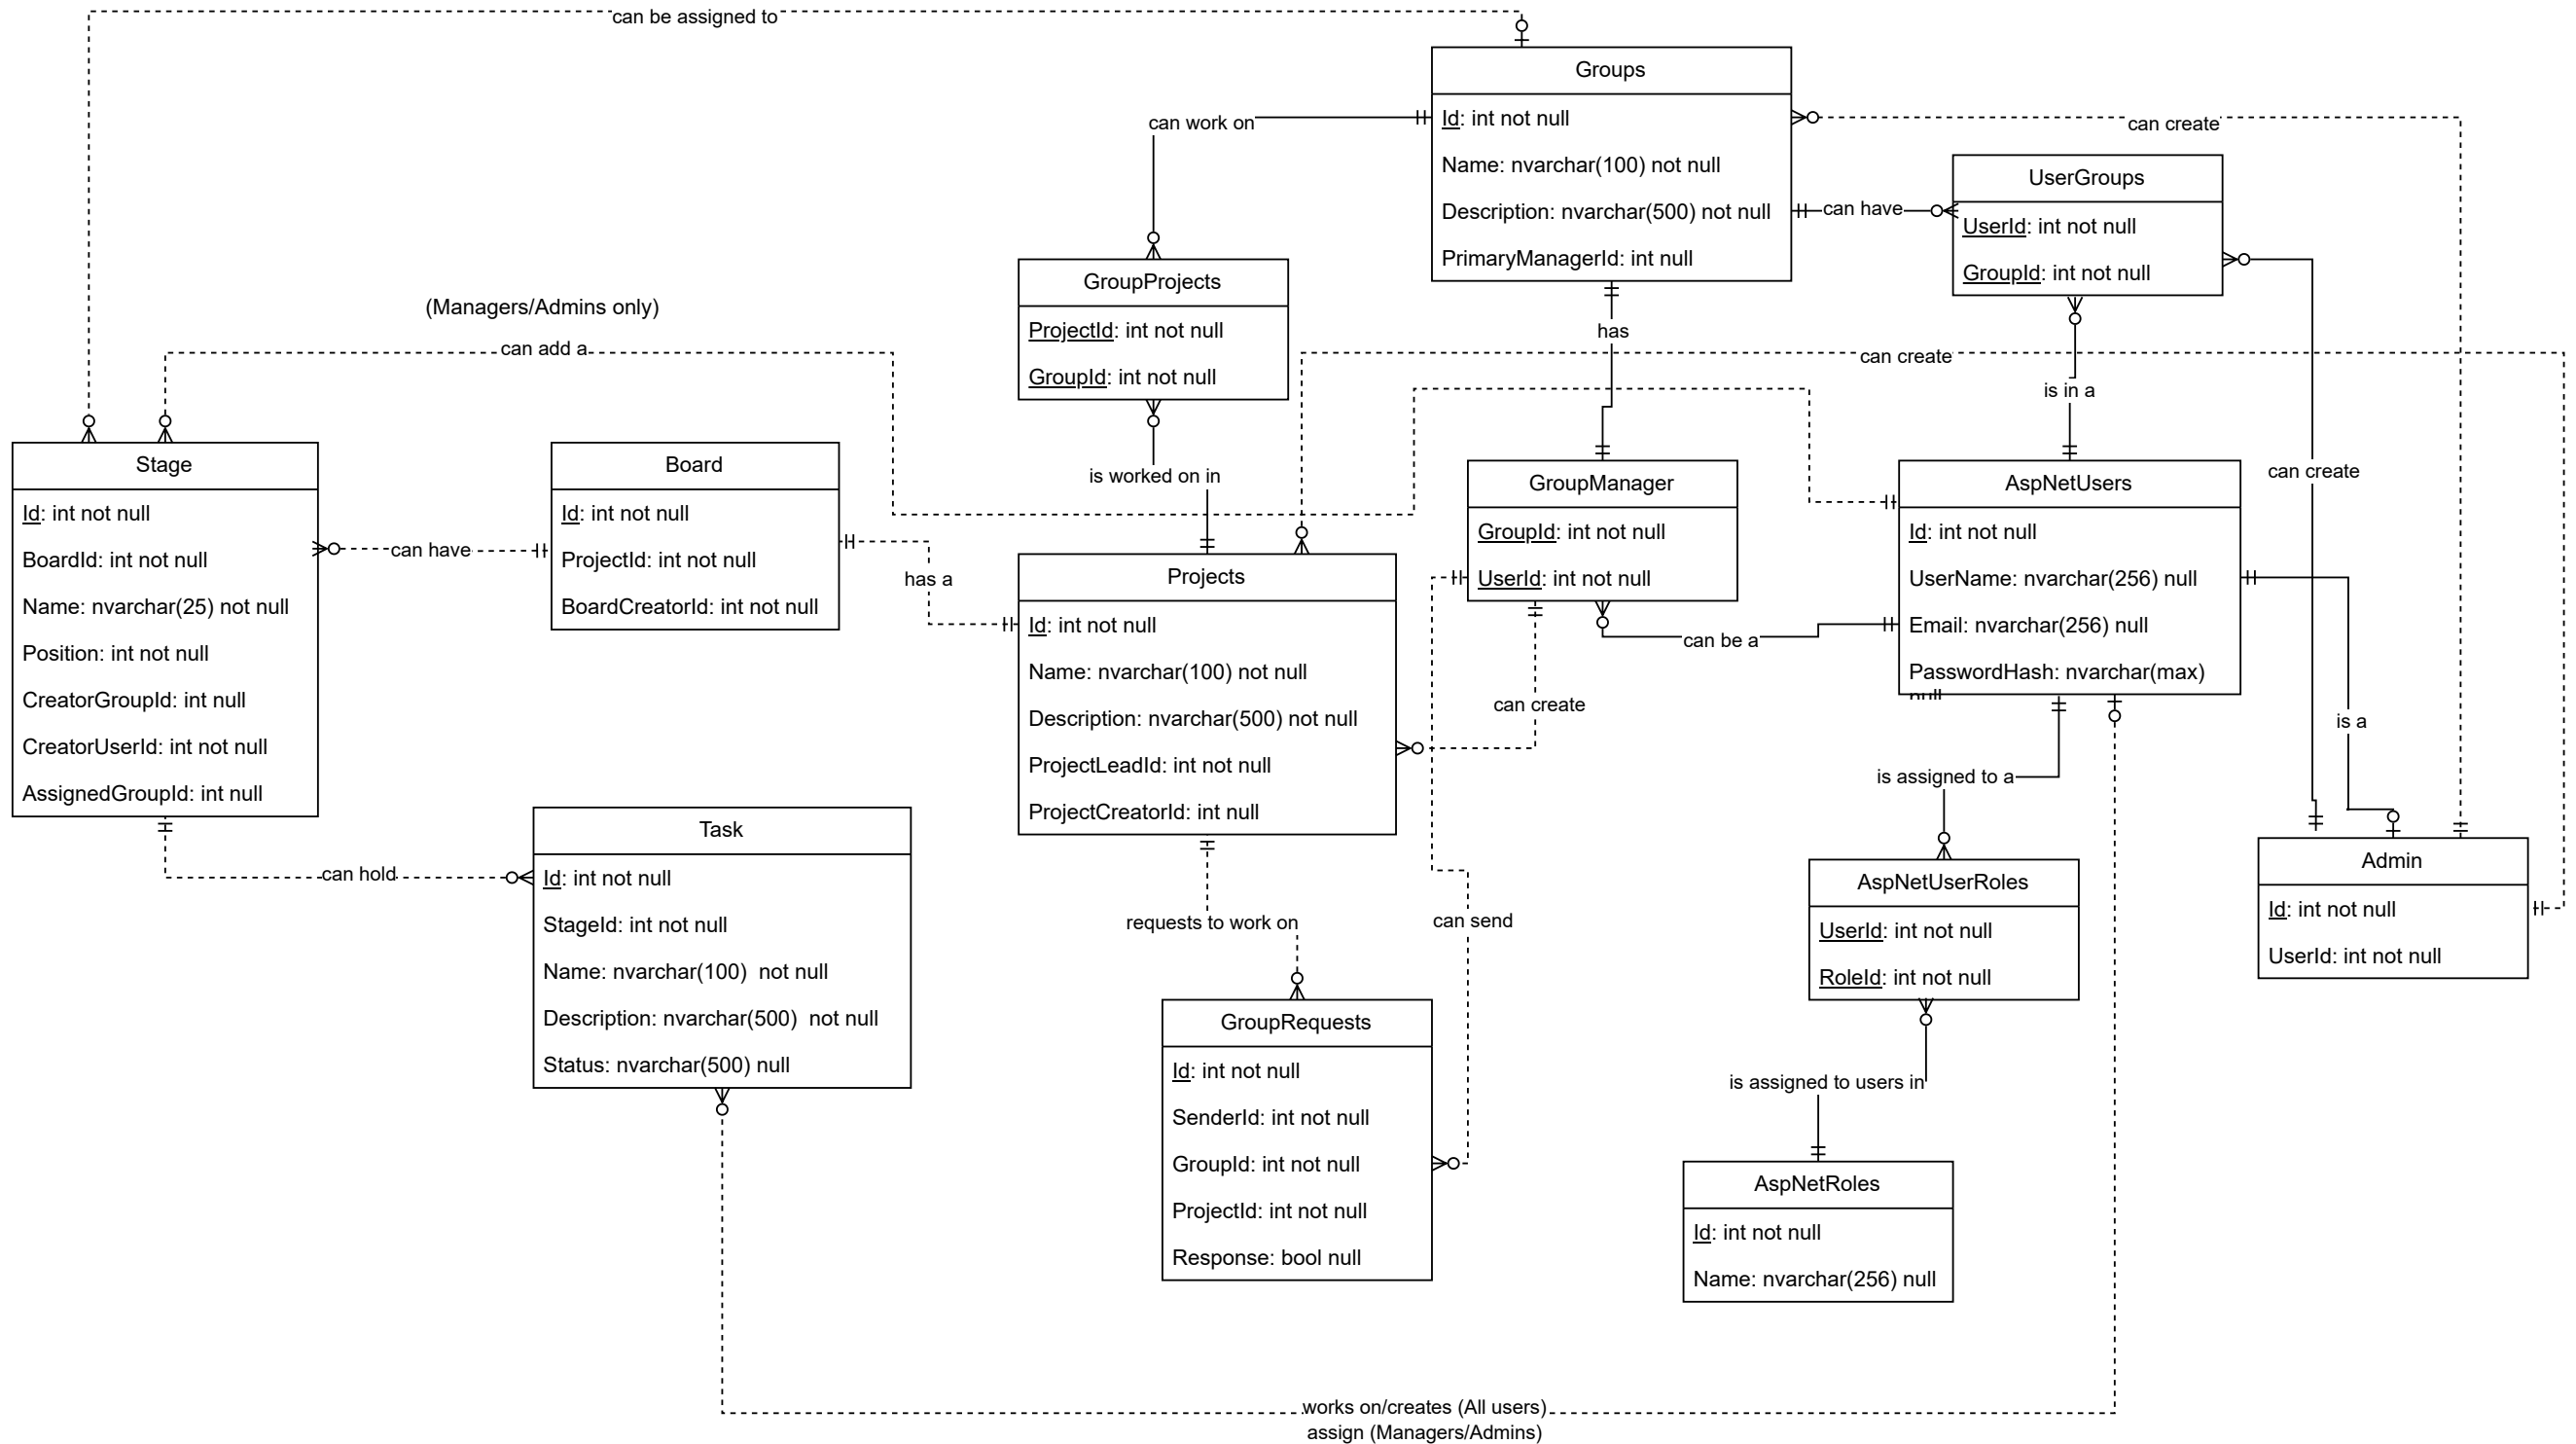 can be assigned to
Groups
Id: int not null
Name: nvarchar(100) not null
Description: nvarchar(500) not null
PrimaryManagerId: int null
can work on
can create
UserGroups
UserId: int not null
GroupId: int not null
can have
GroupProjects
ProjectId: int not null
GroupId: int not null
(Managers/Admins only)
can add a
has
can create
is in a
is worked on in
can create
Stage
Id: int not null
BoardId: int not null
Name: nvarchar(25) not null
Position: int not null
CreatorGroupId: int null
CreatorUserId: int not null
AssignedGroupId: int null
can have
Board
Id: int not null
ProjectId: int not null
BoardCreatorId: int not null
has a
Projects
Id: int not null
Name: nvarchar(100) not null
Description: nvarchar(500) not null
ProjectLeadId: int not null
ProjectCreatorId: int null
GroupManager
GroupId: int not null
UserId: int not null
can be a
can create
AspNetUsers
Id: int not null
UserName: nvarchar(256) null
Email: nvarchar(256) null
PasswordHash: nvarchar(max)
null
is a
is assigned to a
can hold
Task
Id: int not null
StageId: int not null
Name: nvarchar(100)  not null
Description: nvarchar(500)  not null
Status: nvarchar(500) null
requests to work on
can send
AspNetUserRoles
UserId: int not null
RoleId: int not null
Admin
Id: int not null
UserId: int not null
GroupRequests
Id: int not null
SenderId: int not null
GroupId: int not null
ProjectId: int not null
Response: bool null
is assigned to users in
AspNetRoles
Id: int not null
Name: nvarchar(256) null
works on/creates (All users)
assign (Managers/Admins)